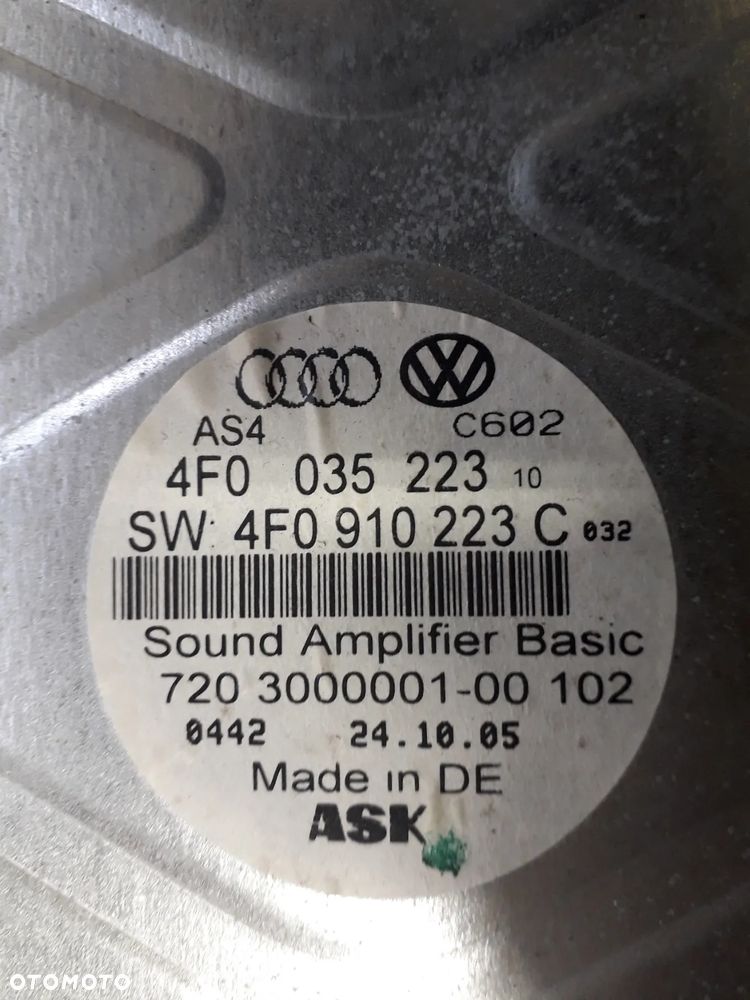 AS4 C602
4F0 035 223 10
SW: 4F0 910 223 C 032
Sound Amplifier Basic
720 3000001-00 102
0442 24.10.05
Made in DE
ASK
OTOMOTO